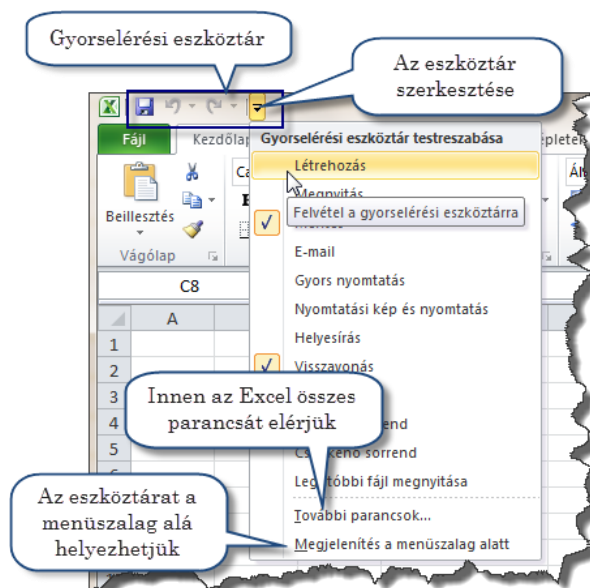 Gyorselérési eszköztár
Az eszköztár
szerkesztése
Fájl
Gyorselérési eszköztár testreszabása
Létrehozás
Megnyitás
Beillesztés
Felvétel a gyorselérési eszköztárra
E-mail
Vágólap
Gyors nyomtatás
C8
Nyomtatási kép és nyomtatás
A
Helyesírás
1
2
Visszavonás
3
Innen az Excel összes
parancsát elérjük
4
5
sorrend
fájl megnyitása
Az eszköztárat a
menüszalag alá
helyezhetjük
További parancsok...
Megjelenítés a menüszalag alatt